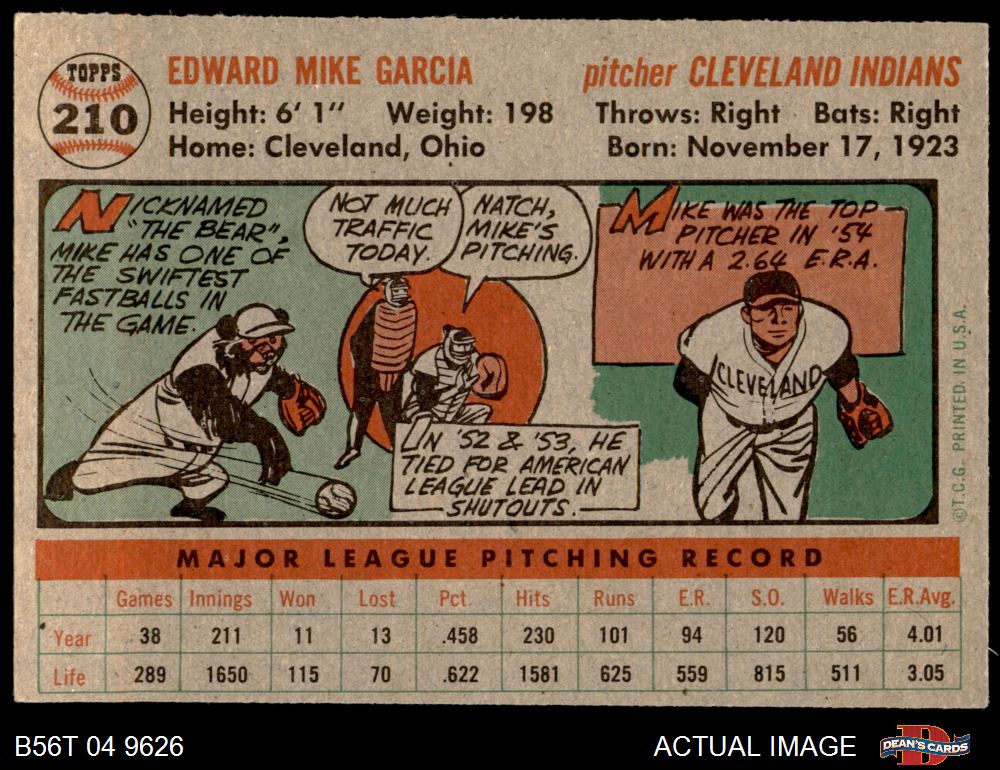 TOPPS
210
EDWARD MIKE GARCIA
pitcher CLEVELAND INDIANS
Height: 6' 1" Weight: 198 Throws: Right Bats: Right
Home: Cleveland, Ohio Born: November 17, 1923
NICKNAMED
"THE BEAR",
MIKE HAS ONE OF
THE SWIFTEST
FASTBALLS IN
THE GAME.
NOT MUCH
TRAFFIC
TODAY.
NATCH,
MIKE'S
PITCHING.
IN '52 & '53, HE
TIED FOR AMERICAN
LEAGUE LEAD IN
SHUTOUTS.
MIKE WAS THE TOP
PITCHER IN '54
WITH A 2.64 E.R.A.
CLEVELAND
©T.C.G. PRINTED IN U.S.A.
MAJOR LEAGUE PITCHING RECORD
Games Innings Won Lost Pct. Hits Runs E.R. S.O. Walks E.R.Avg.
Year 38 211 11 13 .458 230 101 94 120 56 4.01
Life 289 1650 115 70 .622 1581 625 559 815 511 3.05
B56T 04 9626
ACTUAL IMAGE
DEAN'S CARDS